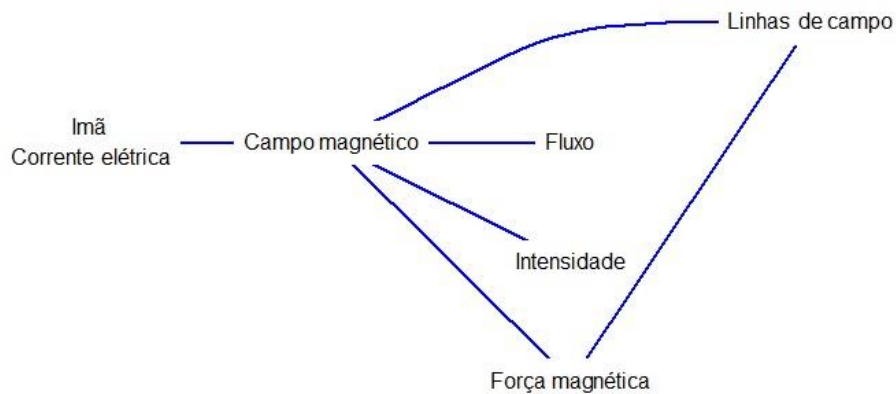 Linhas de campo
Imã
Corrente elétrica
Campo magnético
Fluxo
Intensidade
Força magnética